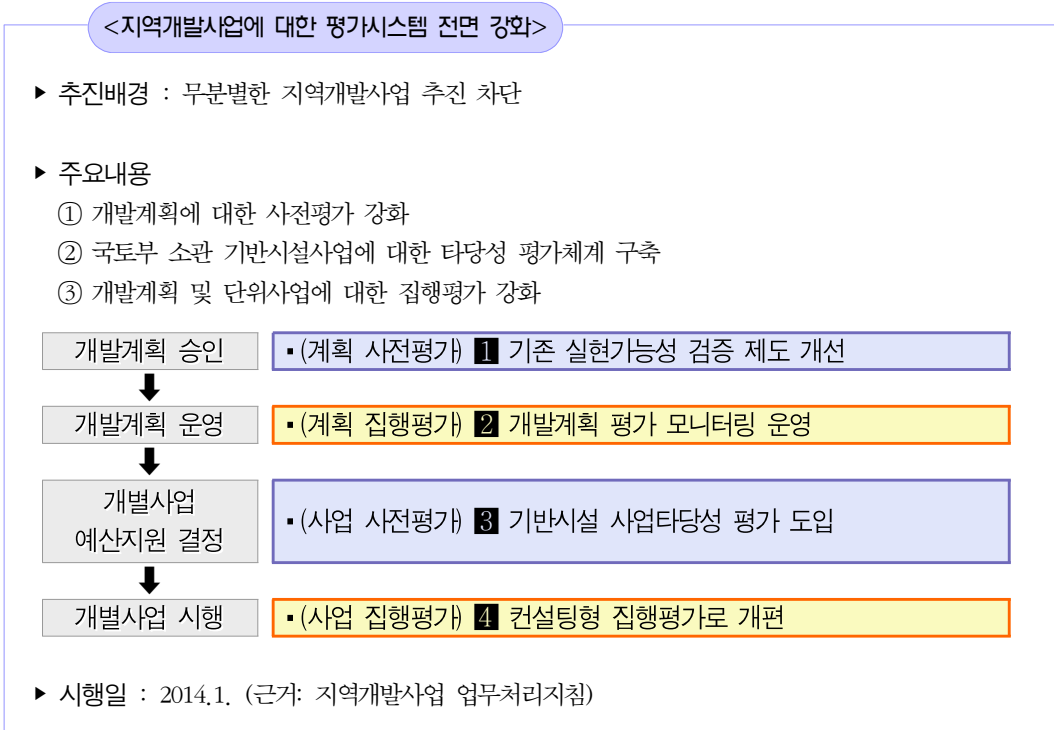 <지역개발사업에 대한 평가시스템 전면 강화>
▶ 추진배경 : 무분별한 지역개발사업 추진 차단
▶ 주요내용
① 개발계획에 대한 사전평가 강화
② 국토부 소관 기반시설사업에 대한 타당성 평가체계 구축
③ 개발계획 및 단위사업에 대한 집행평가 강화
개발계획 승인
▪(계획 사전평가) 1 기존 실현가능성 검증 제도 개선
개발계획 운영
▪(계획 집행평가) 2 개발계획 평가 모니터링 운영
개별사업
예산지원 결정
▪(사업 사전평가) 3 기반시설 사업타당성 평가 도입
개별사업 시행
▪(사업 집행평가) 4 컨설팅형 집행평가로 개편
▶ 시행일 : 2014.1. (근거: 지역개발사업 업무처리지침)